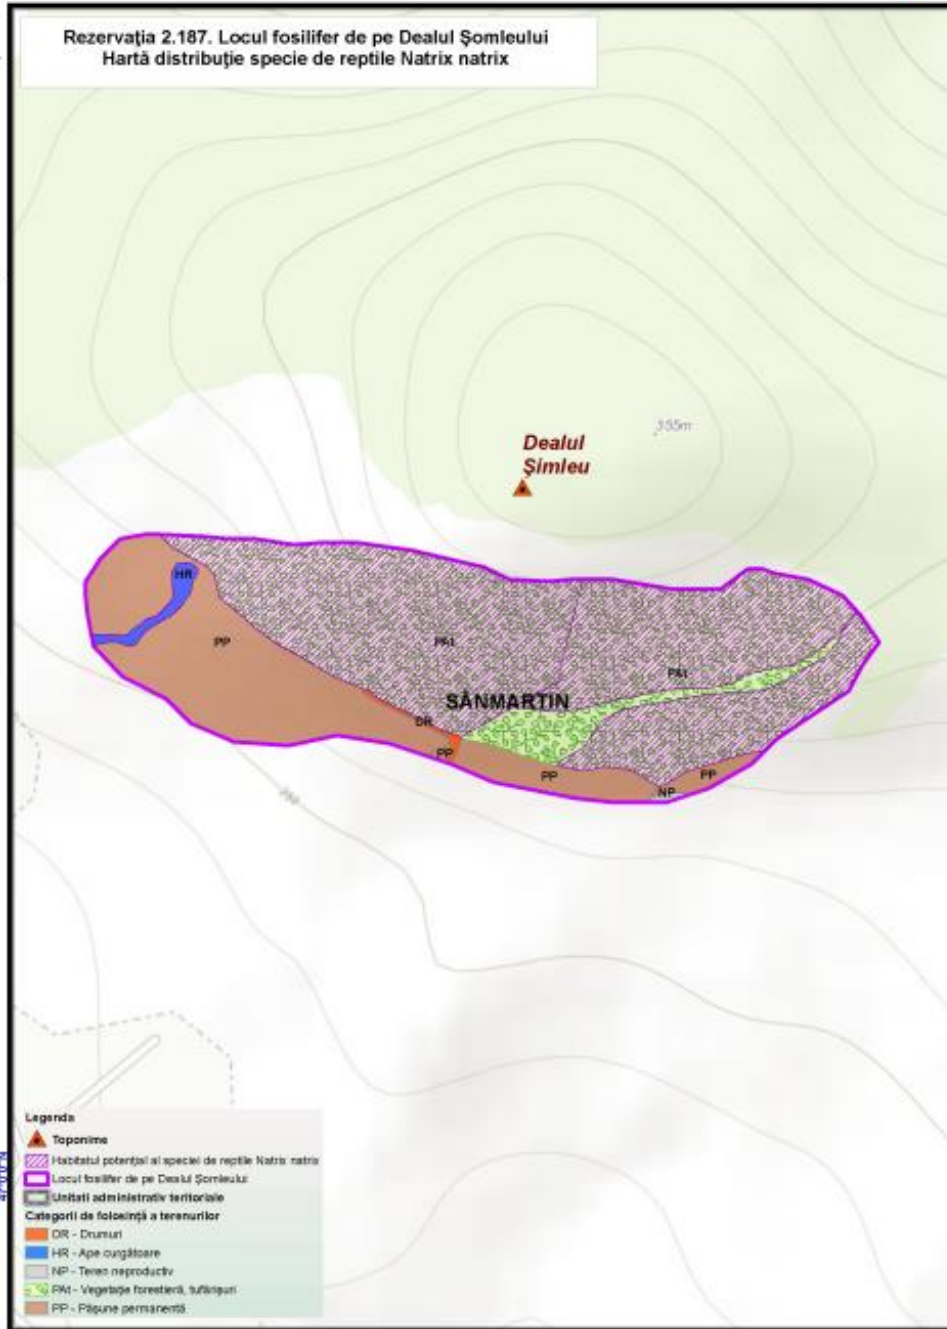 Rezervaţia 2.187. Locul fosilifer de pe Dealul Şomleului
Hartă distribuţie specie de reptile Natrix natrix
355m
Dealul
Şimleu
HR
PP
PAt
PAt
SÂNMARTIN
DR
PP
PP
PP
NP
Legenda
Toponime
Habitatul potenţial al speciei de reptile Natrix natrix
Locul fosilifer de pe Dealul Şomleului
Unitati administrativ teritoriale
Categorii de folosinţă a terenurilor
DR - Drumuri
HR - Ape curgătoare
NP - Teren neproductiv
PAt - Vegetaţie forestieră, tufărişuri
PP - Păşune permanentă